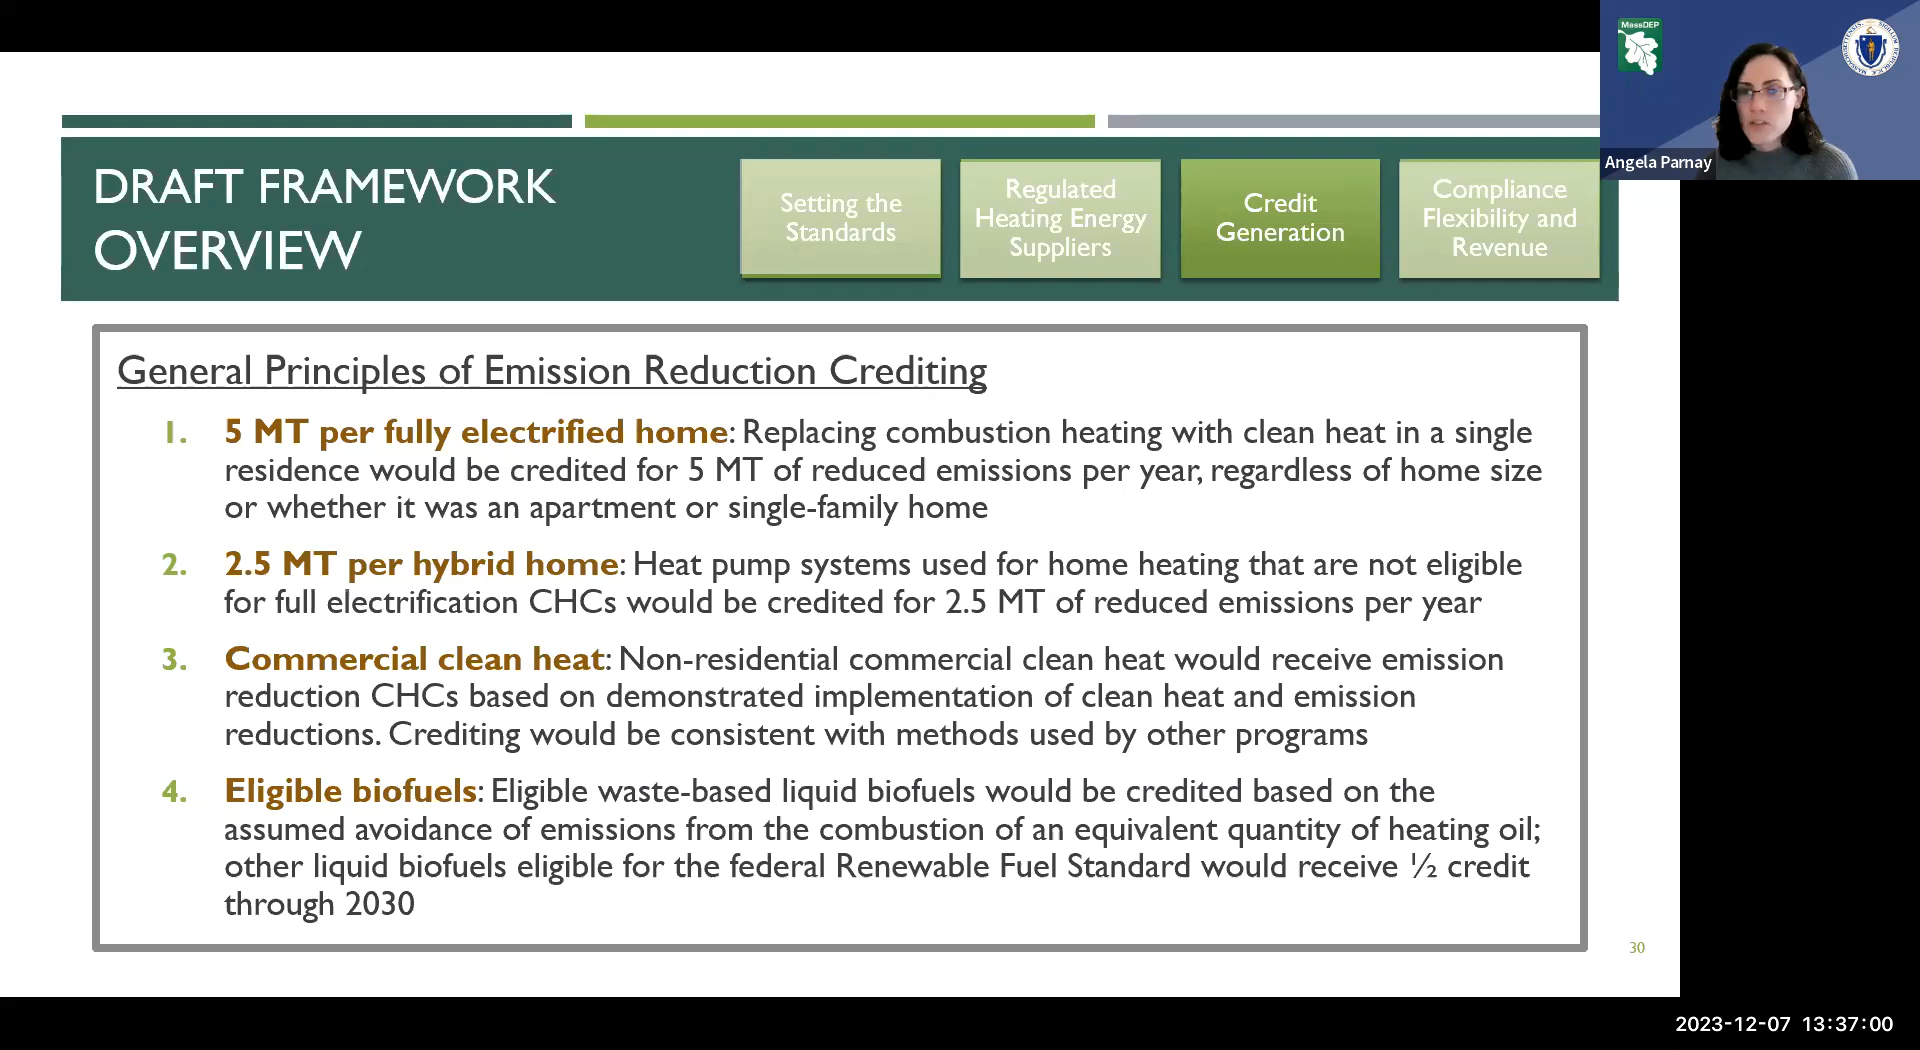 MassDEP
Angela Parnay
DRAFT FRAMEWORK
OVERVIEW
Setting the
Standards
Regulated
Heating Energy
Suppliers
Credit
Generation
Compliance
Flexibility and
Revenue
General Principles of Emission Reduction Crediting
1. 5 MT per fully electrified home: Replacing combustion heating with clean heat in a single
residence would be credited for 5 MT of reduced emissions per year, regardless of home size
or whether it was an apartment or single-family home
2. 2.5 MT per hybrid home: Heat pump systems used for home heating that are not eligible
for full electrification CHCs would be credited for 2.5 MT of reduced emissions per year
3. Commercial clean heat: Non-residential commercial clean heat would receive emission
reduction CHCs based on demonstrated implementation of clean heat and emission
reductions. Crediting would be consistent with methods used by other programs
4. Eligible biofuels: Eligible waste-based liquid biofuels would be credited based on the
assumed avoidance of emissions from the combustion of an equivalent quantity of heating oil;
other liquid biofuels eligible for the federal Renewable Fuel Standard would receive ½ credit
through 2030
30
2023-12-07 13:37:00